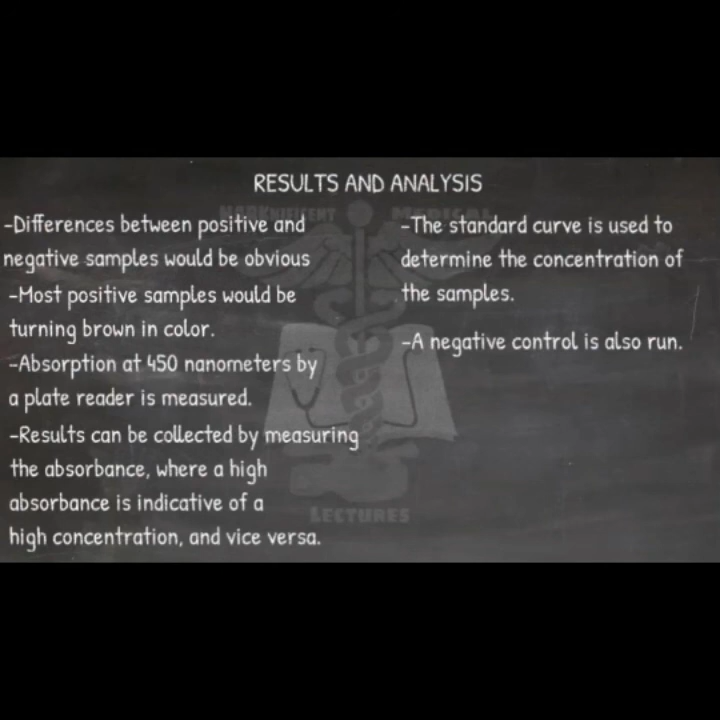 RESULTS AND ANALYSIS
-Differences between positive and
negative samples would be obvious
-Most positive samples would be
turning brown in color.
-Absorption at 450 nanometers by
a plate reader is measured.
-Results can be collected by measuring
the absorbance, where a high
absorbance is indicative of a
high concentration, and vice versa.
-The standard curve is used to
determine the concentration of
the samples.
-A negative control is also run.
MEDICAL
LECTURES